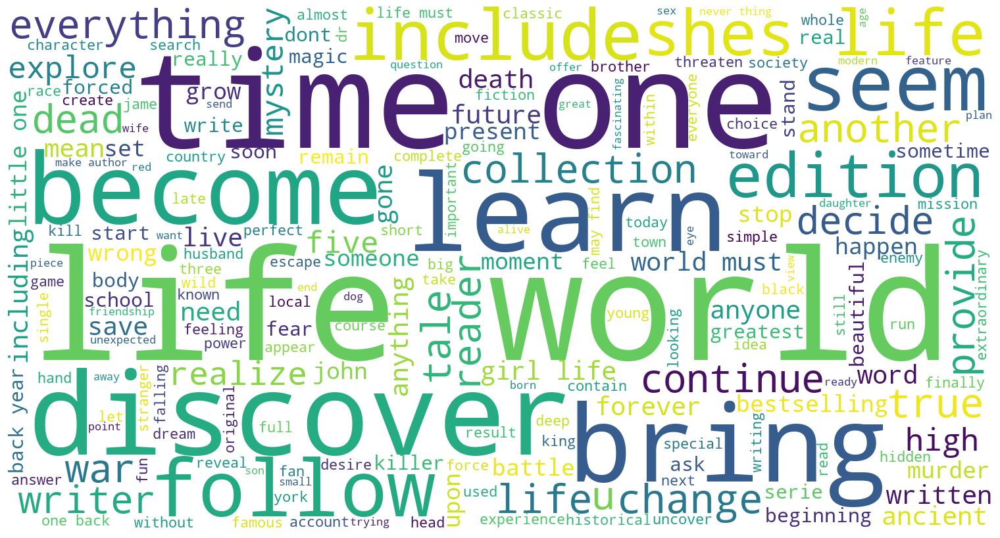 everything
almost
life must
classic
sex
never thing
age
whole
real
life
includes
shes
dont
dr
move
character
search
mystery
magic
really
explore
time one
question
offer
brother
threaten
society
modern
feature
seem
race
forced
grow
death
fiction
create
jame
send
great
dead
wife
write
future
present
fascinating
within
everyone
choice
stand
another
plan
mean
set
soon
remain
complete
going
toward
sometime
make author
red
country
become
late
gone
important
collection
learn
edition
daughter
mission
may find
today
stop
decide
kill
start
want
live
perfect
five
short
alive
town
eye
simple
happen
enemy
provide
wrong
husband
escape
someone
big
take
moment
feel
world must
view
piece
game
body
three
wild
known
end
dog
anything
tale
reader
life world
black
beautiful
extraordinary
single
school
friendship
need
local
young
anyone
still
run
save
feeling
fear
course
greatest
unexpected
power
appear
looking
idea
little one
including
back year
hand
away
stranger
falling
realize
john
girl life
born
contain
continue
ready
word
finally
discover
let
point
dream
original
full
result
deep
forever
bestselling
true
king
bring
special
writing
read
hidden
high
war
fun
reveal
son
fan
small
desire
killer
force
battle
ask
next
murder
answer
writer
follow
york
upon
used
life
u
change
serie
written
one back
without
famous
account
trying
head
experience
historical
uncover
beginning
ancient